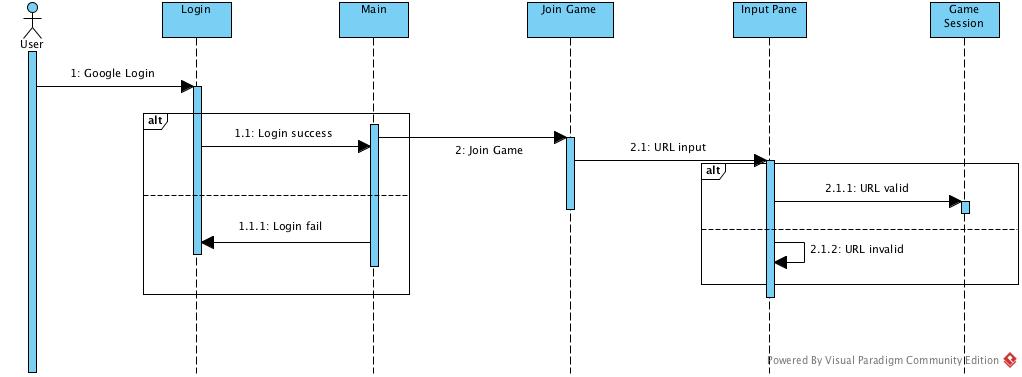 User
Login
Main
Join Game
Input Pane
Game
Session
1: Google Login
alt
1.1: Login success
2: Join Game
2.1: URL input
alt
2.1.1: URL valid
1.1.1: Login fail
2.1.2: URL invalid
Powered By Visual Paradigm Community Edition